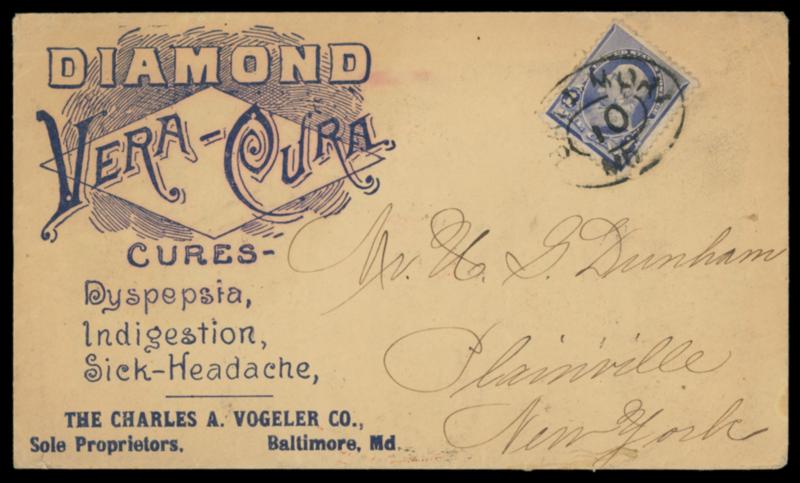 DIAMOND
VERA-CURA
CURES-
Dyspepsia,
Indigestion,
Sick-Headache,
THE CHARLES A. VOGELER CO.,
Sole Proprietors. Baltimore, Md.
10
Mr. H. S. Dunham
Plainville
New York